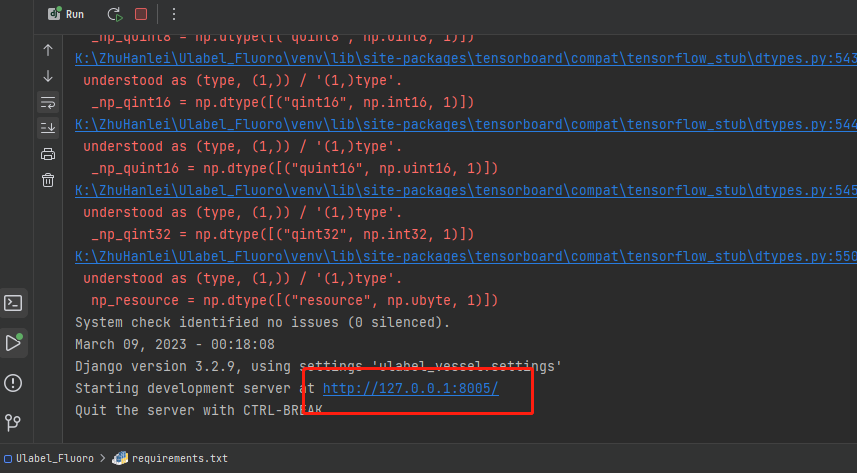 Run
_np_quint8 = np.dtype([("quint8", np.uint8, 1)])
K:\ZhuHanlei\Ulabel_Fluoro\venv\lib\site-packages\tensorboard\compat\tensorflow_stub\dtypes.py:543
understood as (type, (1,)) / '(1,)type'.
_np_qint16 = np.dtype([("qint16", np.int16, 1)])
K:\ZhuHanlei\Ulabel_Fluoro\venv\lib\site-packages\tensorboard\compat\tensorflow_stub\dtypes.py:544
understood as (type, (1,)) / '(1,)type'.
_np_quint16 = np.dtype([("quint16", np.uint16, 1)])
K:\ZhuHanlei\Ulabel_Fluoro\venv\lib\site-packages\tensorboard\compat\tensorflow_stub\dtypes.py:545
understood as (type, (1,)) / '(1,)type'.
_np_qint32 = np.dtype([("qint32", np.int32, 1)])
K:\ZhuHanlei\Ulabel_Fluoro\venv\lib\site-packages\tensorboard\compat\tensorflow_stub\dtypes.py:550
understood as (type, (1,)) / '(1,)type'.
np_resource = np.dtype([("resource", np.ubyte, 1)])
System check identified no issues (0 silenced).
March 09, 2023 - 00:18:08
Django version 3.2.9, using settings 'ulabel_vessel.settings'
Starting development server at http://127.0.0.1:8005/
Quit the server with CTRL-BREAK.
Ulabel_Fluoro > requirements.txt